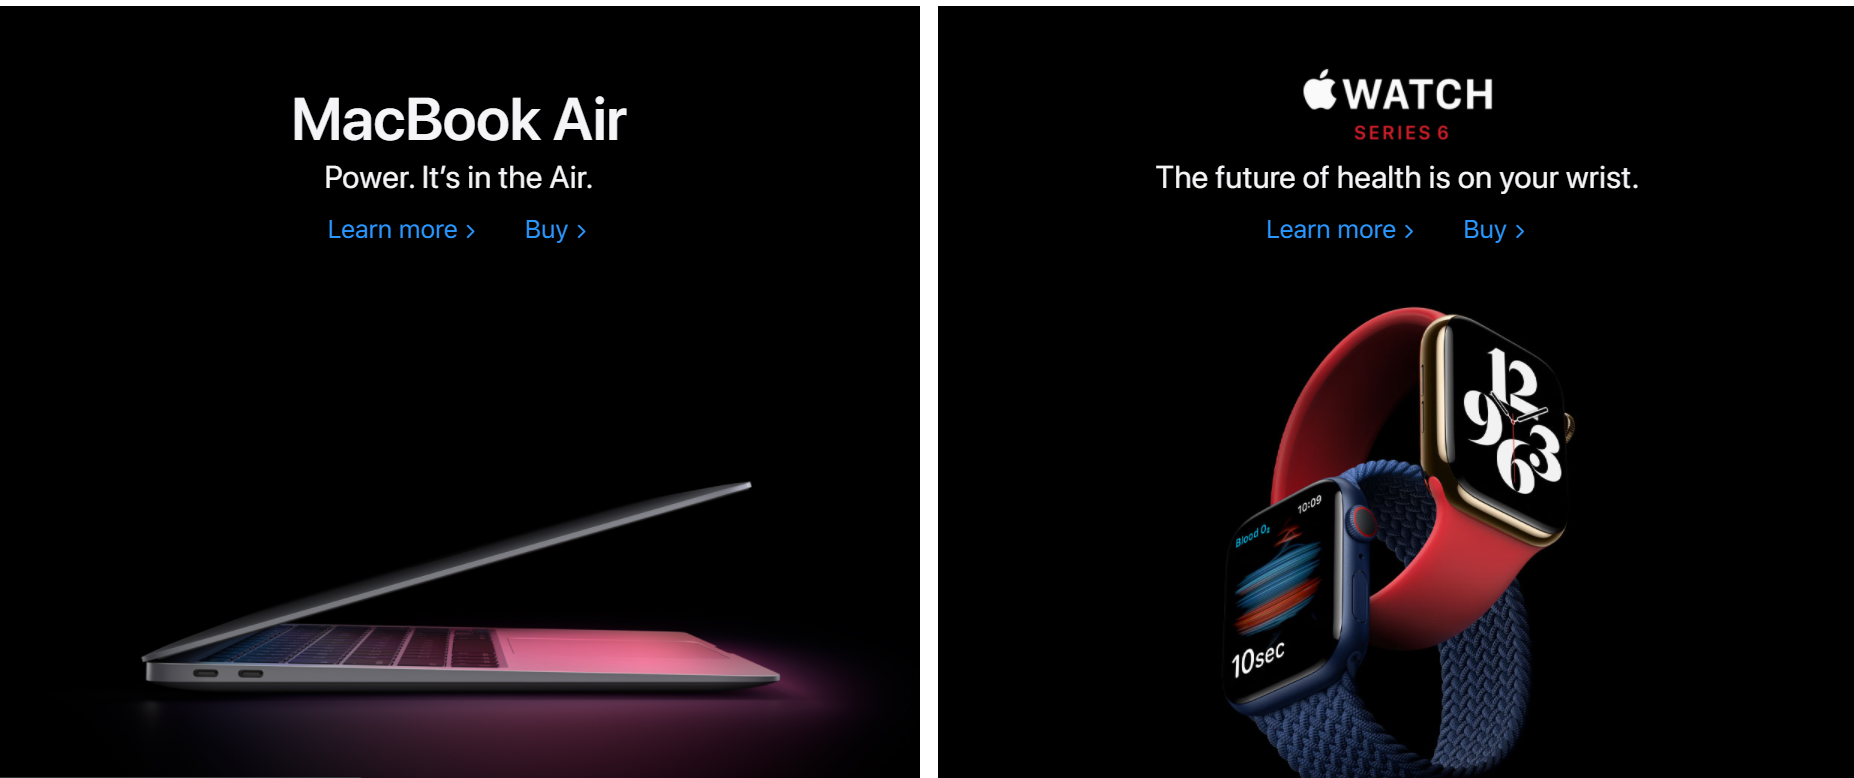 MacBook Air
Power. It’s in the Air.
Learn more >
Buy >
WATCH
SERIES 6
The future of health is on your wrist.
Learn more >
Buy >
12
9
3
6
Blood O₂
10:09
10sec